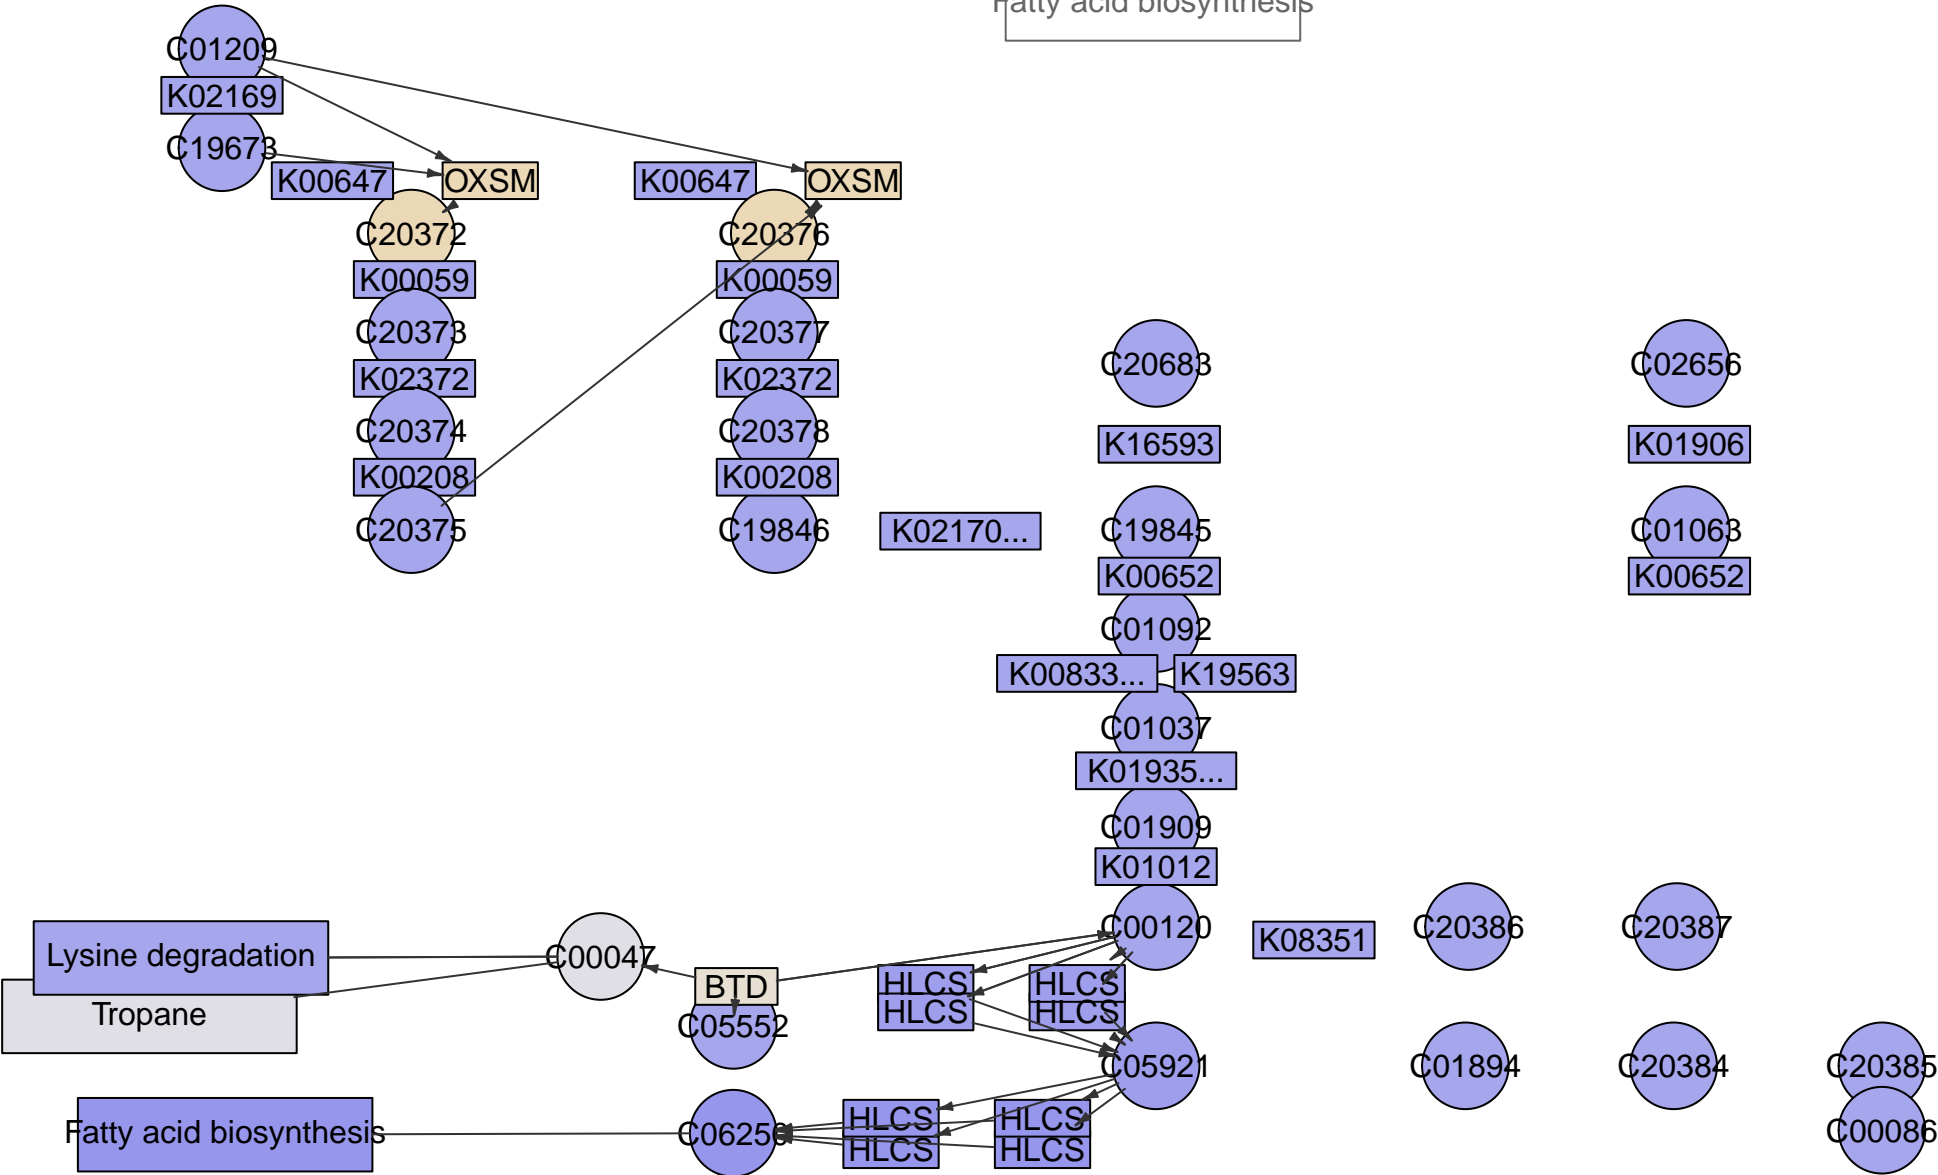 Fatty acid biosynthesis
C01209
K02169
C19673
K00647
OXSM
K00647
OXSM
C20372
C20376
K00059
K00059
C20373
C20377
C20683
C02656
K02372
K02372
C20374
C20378
K16593
K01906
K00208
K00208
C20375
C19846
K02170...
C19845
C01063
K00652
K00652
C01092
K00833...
K19563
C01037
K01935...
C01909
K01012
C00120
K08351
C20386
C20387
Lysine degradation
C00047
BTD
HLCS
HLCS
Tropane
HLCS
HLCS
C05552
C05921
C01894
C20384
C20385
HLCS
HLCS
Fatty acid biosynthesis
C06250
C00086
HLCS
HLCS